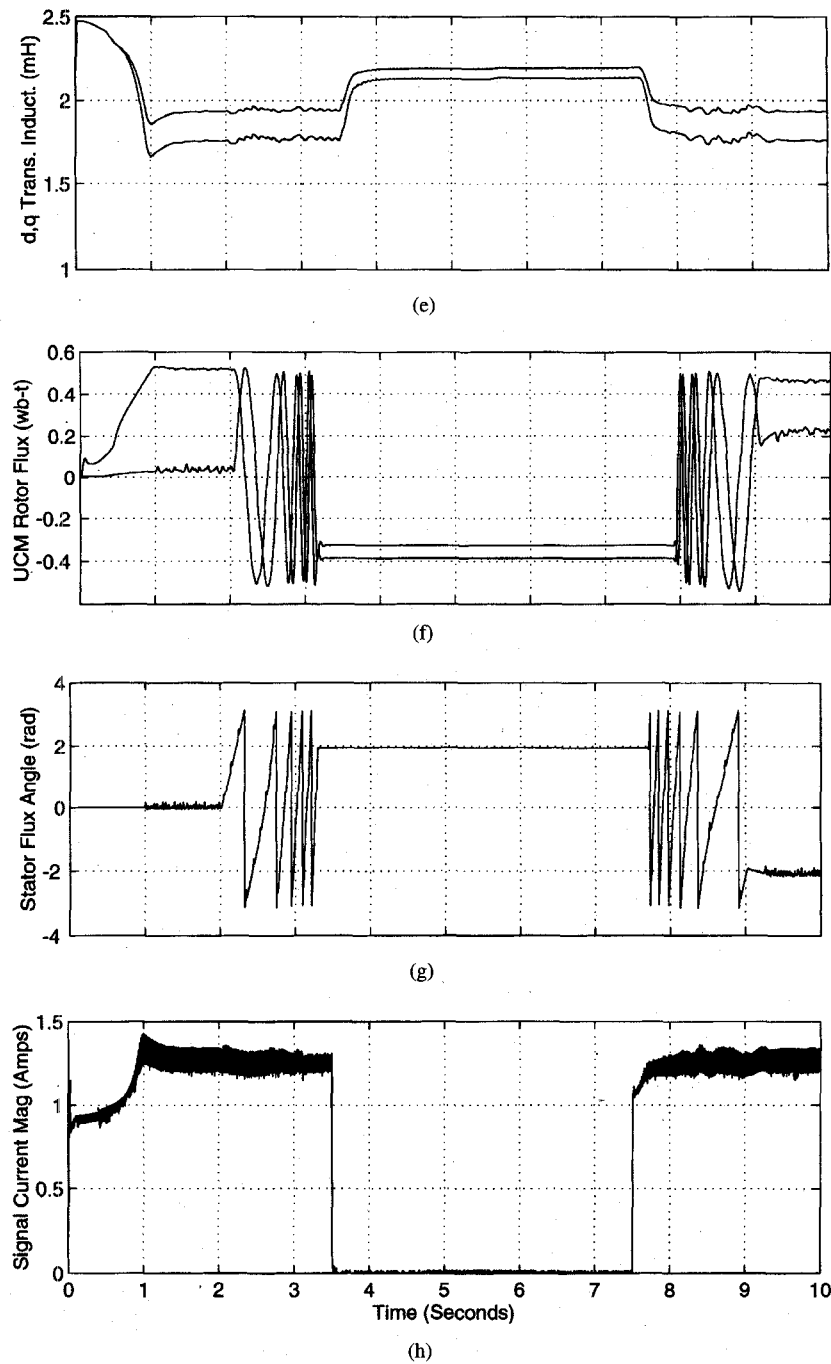 d,q Trans. Induct. (mH)
2.5
2
1.5
1
(e)
UCM Rotor Flux (wb-t)
0.6
0.4
0.2
0
-0.2
-0.4
(f)
Stator Flux Angle (rad)
4
2
0
-2
-4
(g)
Signal Current Mag (Amps)
1.5
1
0.5
0
0 1 2 3 4 5 6 7 8 9 10
Time (Seconds)
(h)